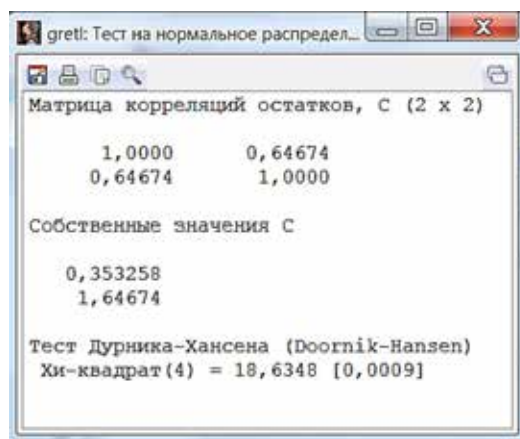 gretl: Тест на нормальное распредел...
Матрица корреляций остатков, C (2 x 2)
1,0000 0,64674
0,64674 1,0000
Собственные значения C
0,353258
1,64674
Тест Дурника-Хансена (Doornik-Hansen)
Хи-квадрат(4) = 18,6348 [0,0009]